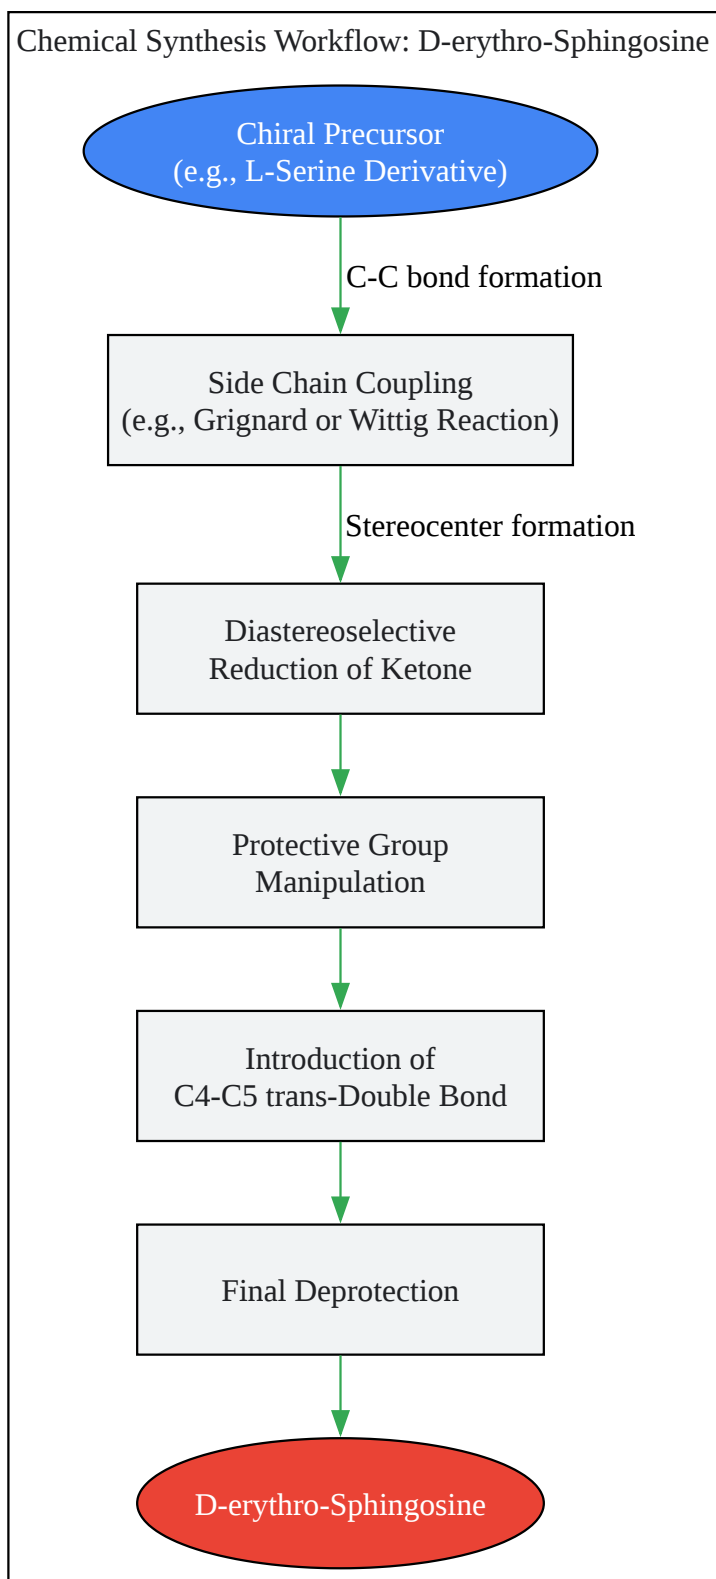 Chemical Synthesis Workflow: D-erythro-Sphingosine
Chiral Precursor
(e.g., L-Serine Derivative)
C-C bond formation
Side Chain Coupling
(e.g., Grignard or Wittig Reaction)
Stereocenter formation
Diastereoselective
Reduction of Ketone
Protective Group
Manipulation
Introduction of
C4-C5 trans-Double Bond
Final Deprotection
D-erythro-Sphingosine